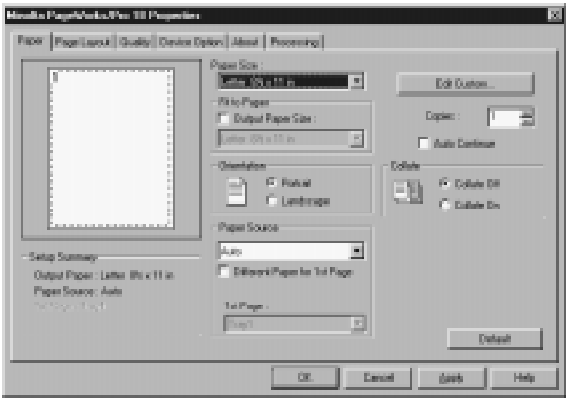 Minolta PageWorks/Pro 18 Properties
Paper
Page Layout
Quality
Device Option
About
Processing
Paper Size :
Letter 8½ x 11 in
Edit Custom...
Fit to Paper
Output Paper Size :
Letter 8½ x 11 in
Copies :
1
Auto Continue
Orientation
Portrait
Landscape
Collate
Collate Off
Collate On
Paper Source
Auto
Different Paper for 1st Page
1st Page :
Tray1
Setup Summary
Output Paper : Letter 8½ x 11 in
Paper Source : Auto
Default
OK
Cancel
Apply
Help